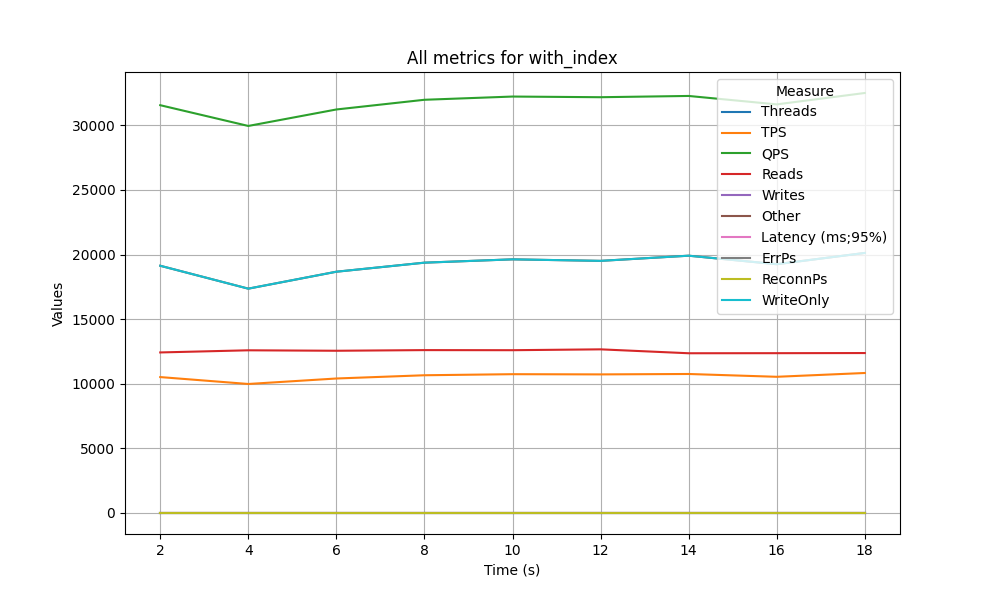 All metrics for with_index
Values
30000
25000
20000
15000
10000
5000
0
Measure
Threads
TPS
QPS
Reads
Writes
Other
Latency (ms;95%)
ErrPs
ReconnPs
WriteOnly
2 4 6 8 10 12 14 16 18
Time (s)